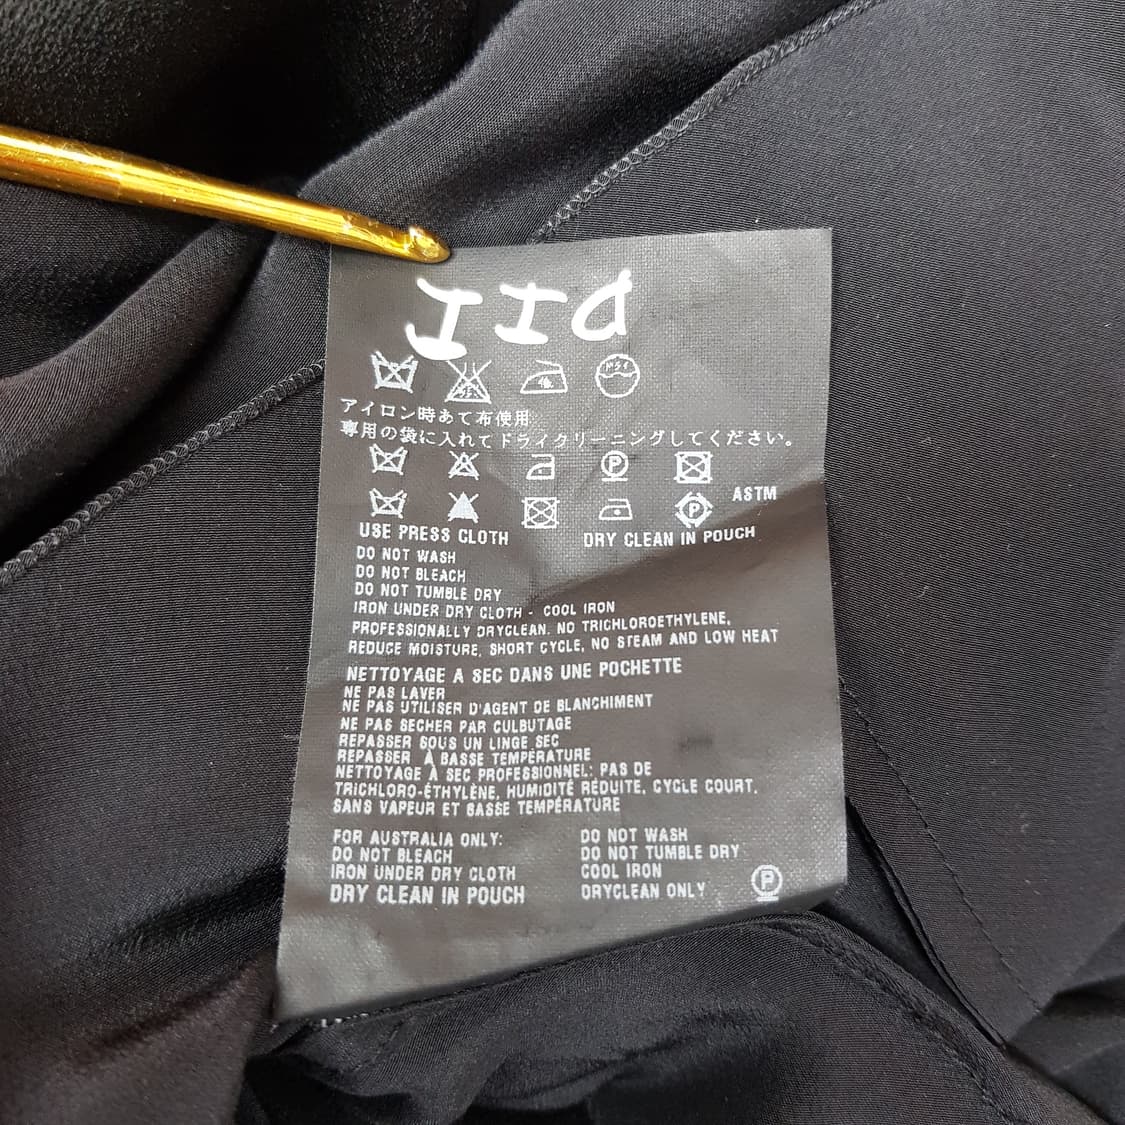 アイロン時あて布使用
専用の袋に入れてドライクリーニングしてください。
ASTM
USE PRESS CLOTH DRY CLEAN IN POUCH
DO NOT WASH
DO NOT BLEACH
DO NOT TUMBLE DRY
IRON UNDER DRY CLOTH - COOL IRON
PROFESSIONALLY DRYCLEAN. NO TRICHLOROETHYLENE,
REDUCE MOISTURE, SHORT CYCLE, NO STEAM AND LOW HEAT
NETTOYAGE A SEC DANS UNE POCHETTE
NE PAS LAVER
NE PAS UTILISER D'AGENT DE BLANCHIMENT
NE PAS SECHER PAR CULBUTAGE
REPASSER SOUS UN LINGE SEC
REPASSER À BASSE TEMPÉRATURE
NETTOYAGE À SEC PROFESSIONNEL: PAS DE
TRICHLORO-ÉTHYLÈNE, HUMIDITÉ RÉDUITE, CYCLE COURT,
SANS VAPEUR ET BASSE TEMPÉRATURE
FOR AUSTRALIA ONLY: DO NOT WASH
DO NOT BLEACH DO NOT TUMBLE DRY
IRON UNDER DRY CLOTH COOL IRON
DRY CLEAN IN POUCH DRYCLEAN ONLY P